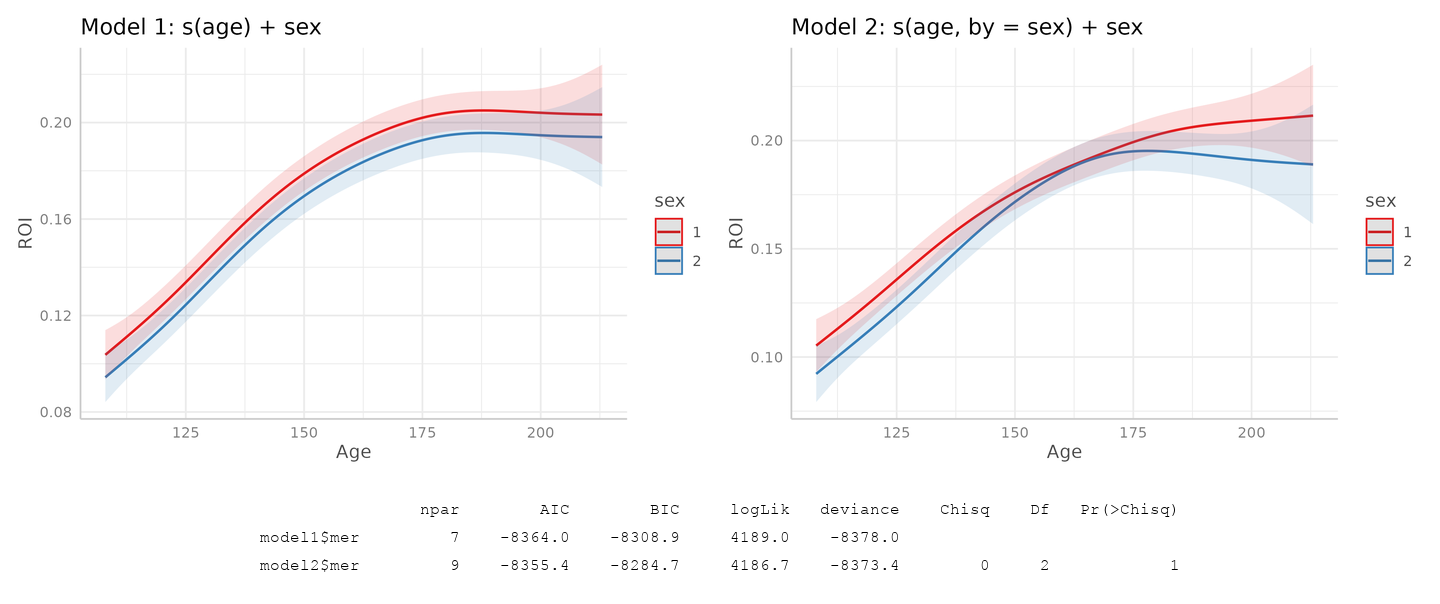 Model 1: s(age) + sex
ROI
0.20
0.16
0.12
0.08
125 150 175 200
Age
sex
1
2
Model 2: s(age, by = sex) + sex
ROI
0.20
0.15
0.10
125 150 175 200
Age
sex
1
2
npar AIC BIC logLik deviance Chisq Df Pr(>Chisq)
model1$mer 7 -8364.0 -8308.9 4189.0 -8378.0
model2$mer 9 -8355.4 -8284.7 4186.7 -8373.4 0 2 1